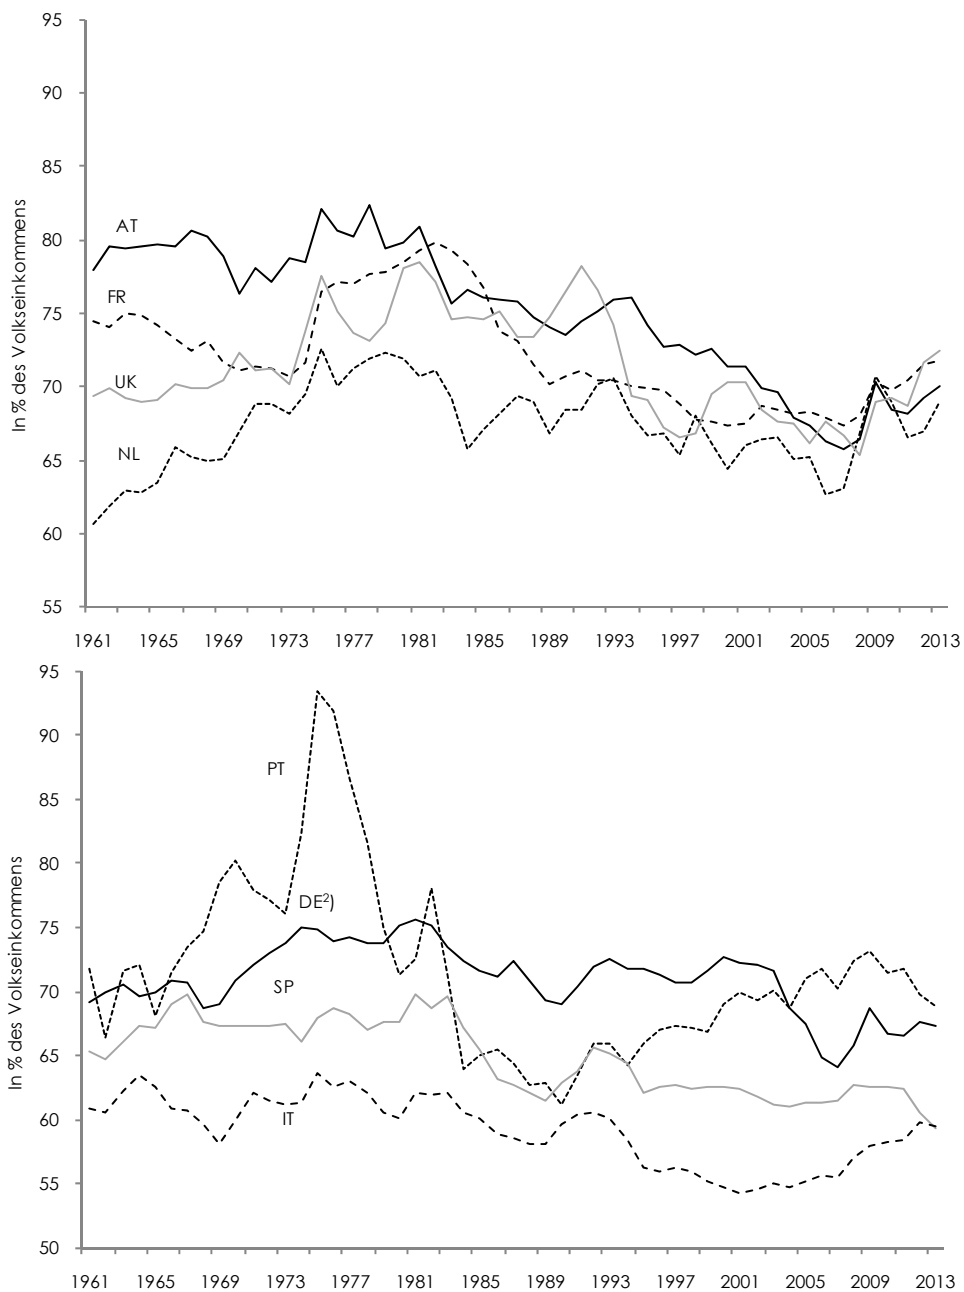 95
90
85
80
75
70
65
60
55
In % des Volkseinkommens
AT
FR
UK
NL
1961 1965 1969 1973 1977 1981 1985 1989 1993 1997 2001 2005 2009 2013
95
90
85
80
75
70
65
60
55
50
In % des Volkseinkommens
PT
DE²)
SP
IT
1961 1965 1969 1973 1977 1981 1985 1989 1993 1997 2001 2005 2009 2013